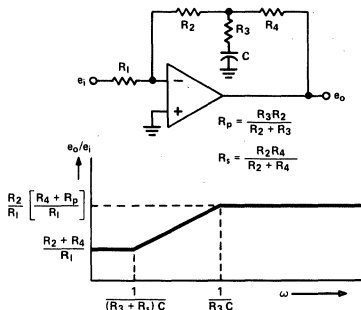 R₂ R₃ R₄
C
eᵢ R₁ − + eₒ
Rₚ = R₃R₂ / (R₂ + R₃)
eₒ/eᵢ
Rₛ = R₂R₄ / (R₂ + R₄)
R₂/R₁ [(R₄ + Rₚ)/R₁]
(R₂ + R₄)/R₁
1/((R₃ + Rₛ) C) 1/(R₃ C) ω